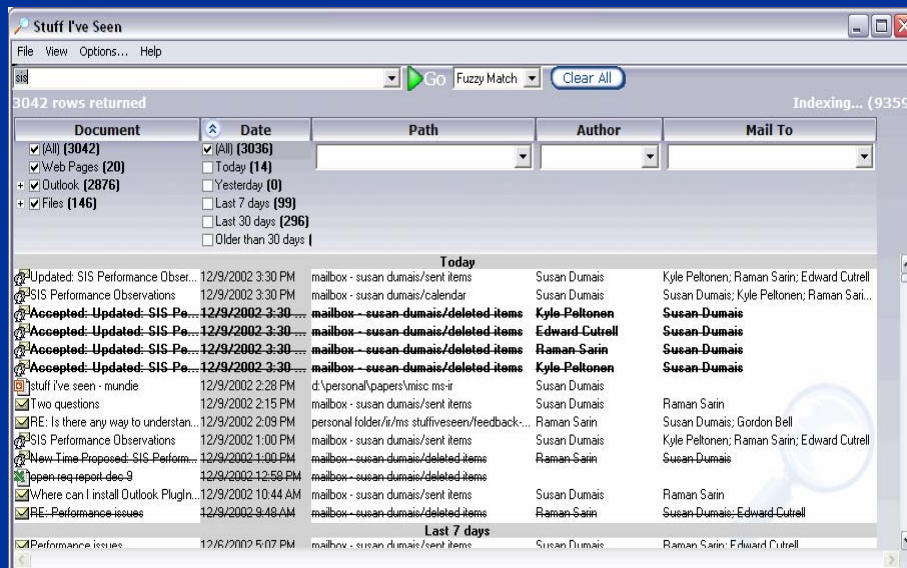 Stuff I've Seen
File View Options... Help
sis Go Fuzzy Match Clear All
3042 rows returned Indexing... (9359
Document Date Path Author Mail To
(All) (3042) (All) (3036)
Web Pages (20) Today (14)
Outlook (2876) Yesterday (0)
Files (146) Last 7 days (99)
Last 30 days (296)
Older than 30 days (
Today
Updated: SIS Performance Obser... 12/9/2002 3:30 PM mailbox - susan dumais/sent items Susan Dumais Kyle Peltonen; Raman Sarin; Edward Cutrell
SIS Performance Observations 12/9/2002 3:30 PM mailbox - susan dumais/calendar Susan Dumais Susan Dumais; Kyle Peltonen; Raman Sari...
Accepted: Updated: SIS Pe... 12/9/2002 3:30 ... mailbox - susan dumais/deleted items Kyle Peltonen Susan Dumais
Accepted: Updated: SIS Pe... 12/9/2002 3:30 ... mailbox - susan dumais/deleted items Edward Cutrell Susan Dumais
Accepted: Updated: SIS Pe... 12/9/2002 3:30 ... mailbox - susan dumais/deleted items Raman Sarin Susan Dumais
Accepted: Updated: SIS Pe... 12/9/2002 3:30 ... mailbox - susan dumais/deleted items Kyle Peltonen Susan Dumais
stuff i've seen - mundie 12/9/2002 2:28 PM d:\personal\papers\misc ms-ir Susan Dumais
Two questions 12/9/2002 2:15 PM mailbox - susan dumais/sent items Susan Dumais Raman Sarin
RE: Is there any way to understan... 12/9/2002 2:09 PM personal folder/ir/ms stuffiveseen/feedback-... Raman Sarin Susan Dumais; Gordon Bell
SIS Performance Observations 12/9/2002 1:00 PM mailbox - susan dumais/sent items Susan Dumais Kyle Peltonen; Raman Sarin; Edward Cutrell
New Time Proposed: SIS Perform... 12/9/2002 1:00 PM mailbox - susan dumais/deleted items Raman Sarin Susan Dumais
open req report dec 9 12/9/2002 12:58 PM mailbox - susan dumais/deleted items
Where can I install Outlook PlugIn... 12/9/2002 10:44 AM mailbox - susan dumais/sent items Susan Dumais Raman Sarin
RE: Performance issues 12/9/2002 9:48 AM mailbox - susan dumais/deleted items Raman Sarin Susan Dumais; Edward Cutrell
Last 7 days
Performance issues 12/6/2002 5:07 PM mailbox - susan dumais/sent items Susan Dumais Raman Sarin; Edward Cutrell